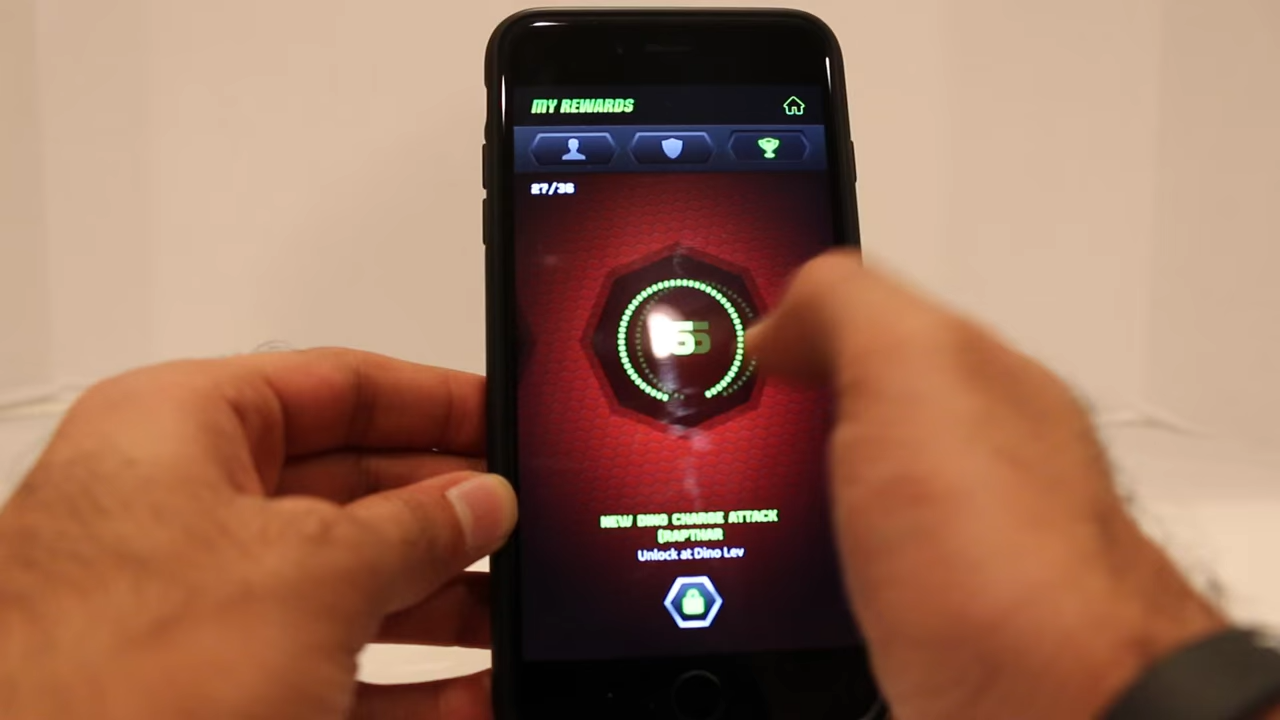 MY REWARDS
27/36
NEW DINO CHARGE ATTACK
Unlock at Dino Lev